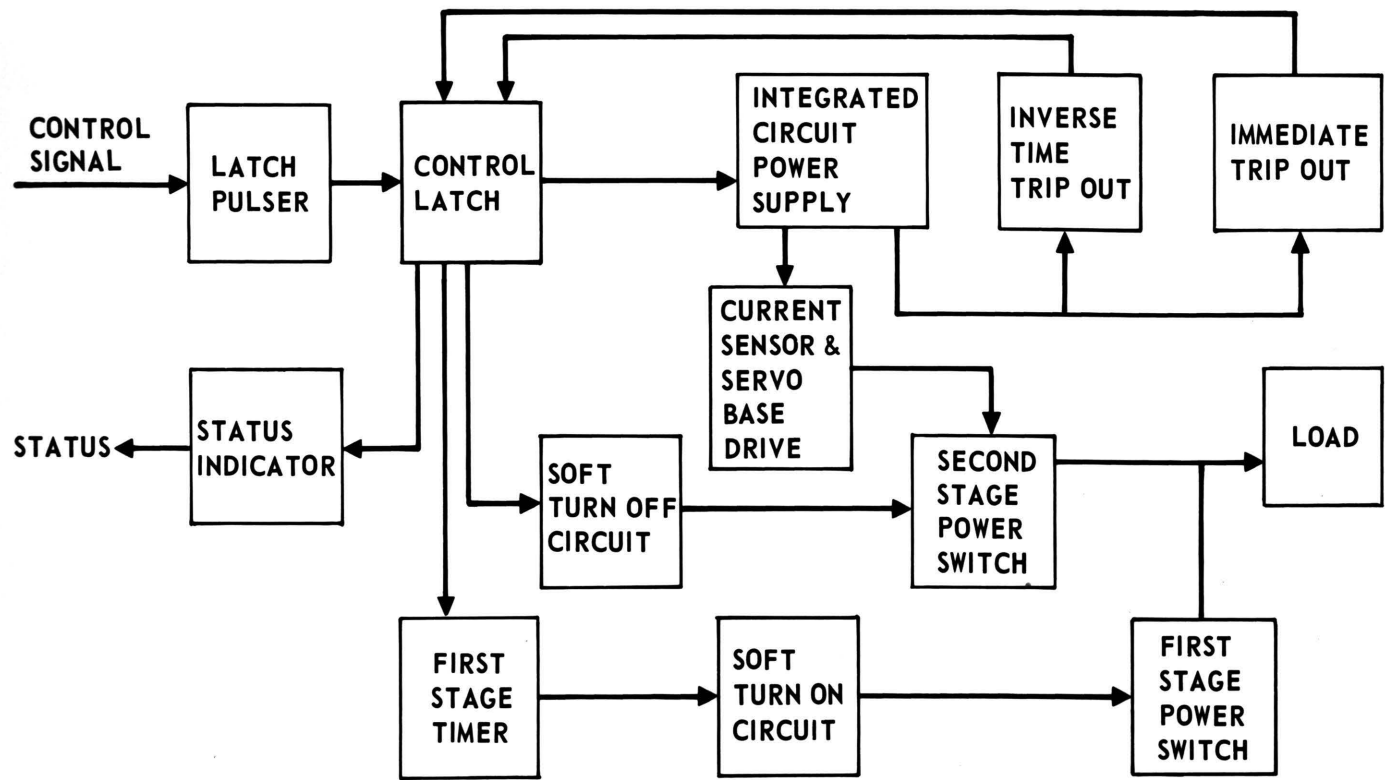 CONTROL
SIGNAL
LATCH
PULSER
CONTROL
LATCH
INTEGRATED
CIRCUIT
POWER
SUPPLY
INVERSE
TIME
TRIP OUT
IMMEDIATE
TRIP OUT
CURRENT
SENSOR &
SERVO
BASE
DRIVE
STATUS
STATUS
INDICATOR
SOFT
TURN OFF
CIRCUIT
SECOND
STAGE
POWER
SWITCH
LOAD
FIRST
STAGE
TIMER
SOFT
TURN ON
CIRCUIT
FIRST
STAGE
POWER
SWITCH